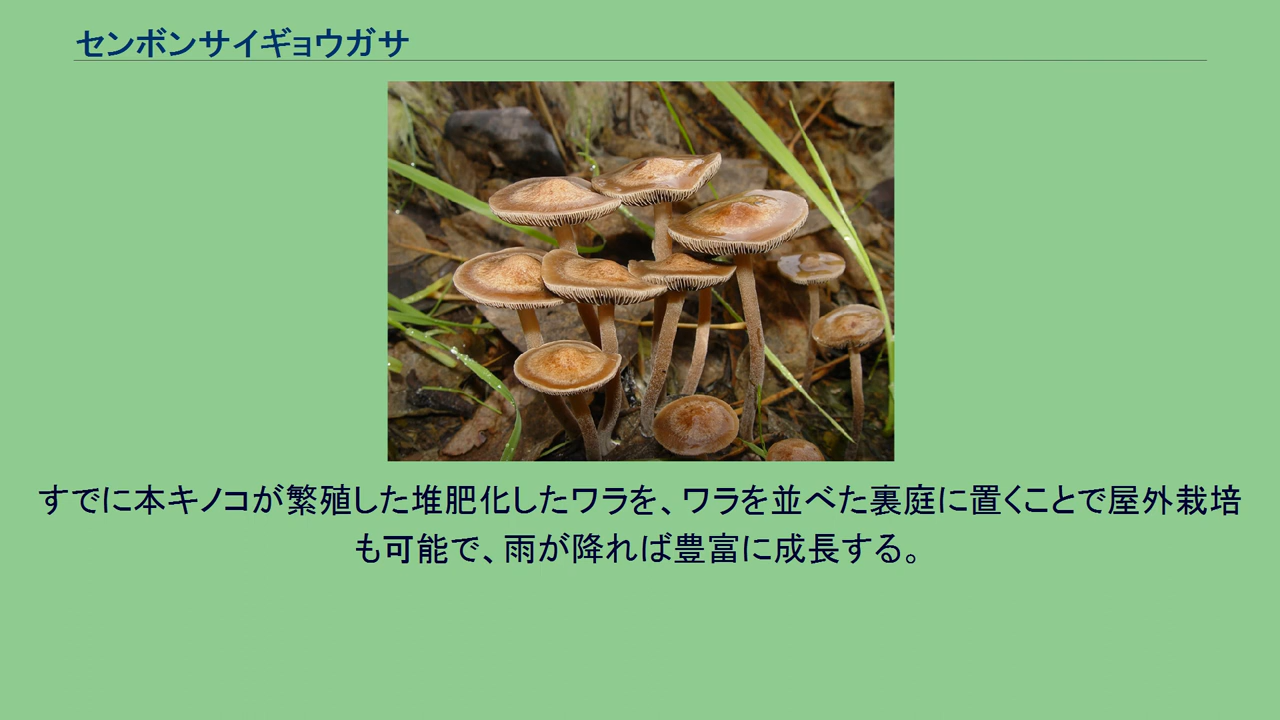 センボンサイギョウガサ
すでに本キノコが繁殖した堆肥化したワラを、ワラを並べた裏庭に置くことで屋外栽培
も可能で、雨が降れば豊富に成長する。